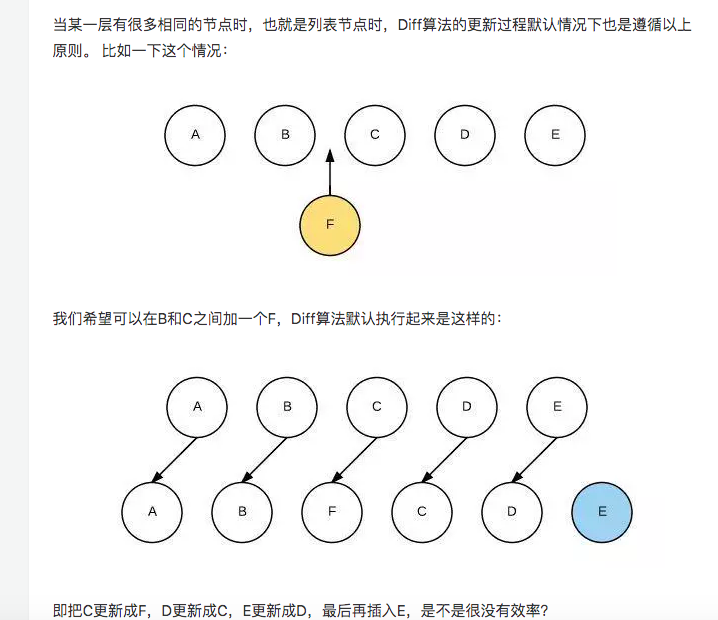 当某一层有很多相同的节点时，也就是列表节点时，Diff算法的更新过程默认情况下也是遵循以上
原则。 比如一下这个情况：
A B C D E
F
我们希望可以在B和C之间加一个F，Diff算法默认执行起来是这样的：
A B C D E
A B F C D E
即把C更新成F，D更新成C，E更新成D，最后再插入E，是不是很没有效率？